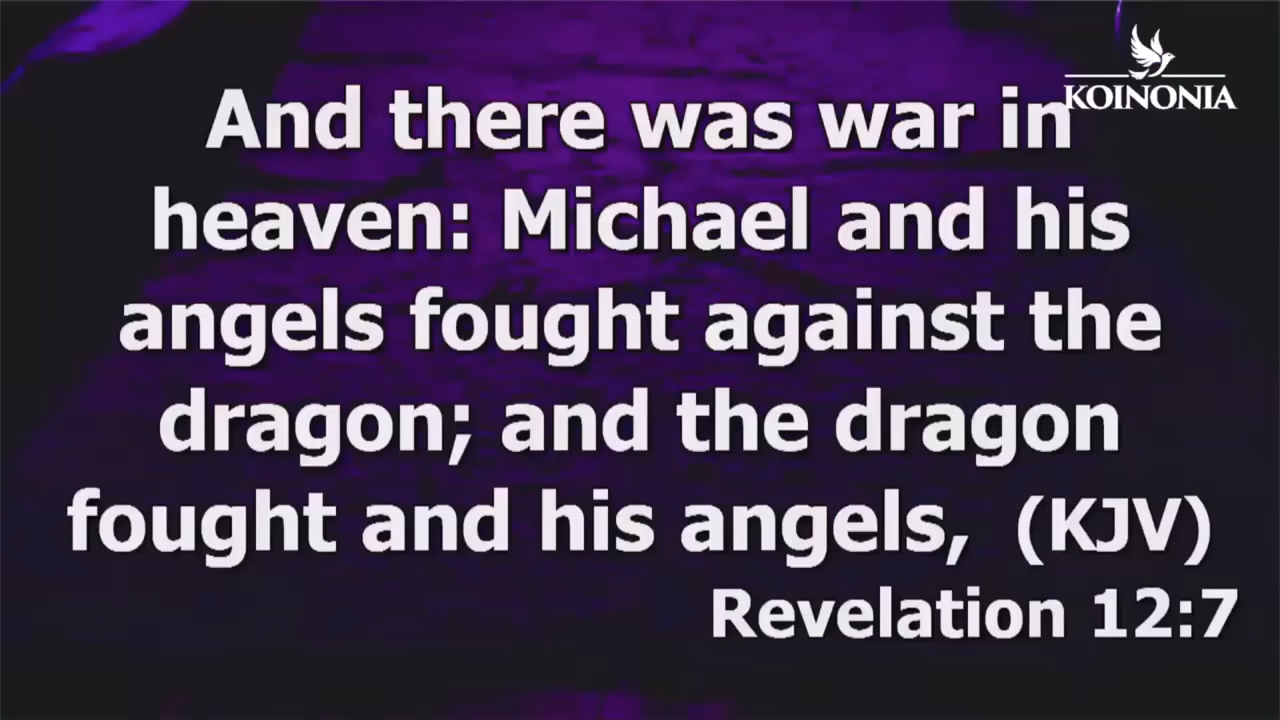 KOINONIA
And there was war in
heaven: Michael and his
angels fought against the
dragon; and the dragon
fought and his angels, (KJV)
Revelation 12:7